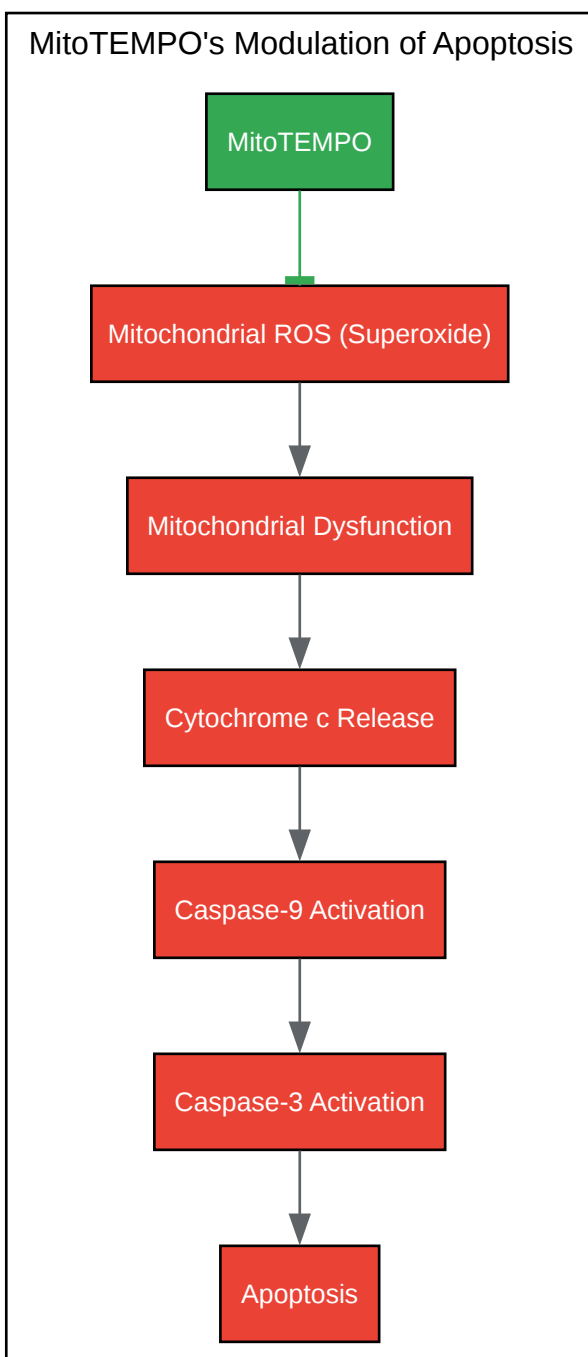 MitoTEMPO's Modulation of Apoptosis
MitoTEMPO
Mitochondrial ROS (Superoxide)
Mitochondrial Dysfunction
Cytochrome c Release
Caspase-9 Activation
Caspase-3 Activation
Apoptosis